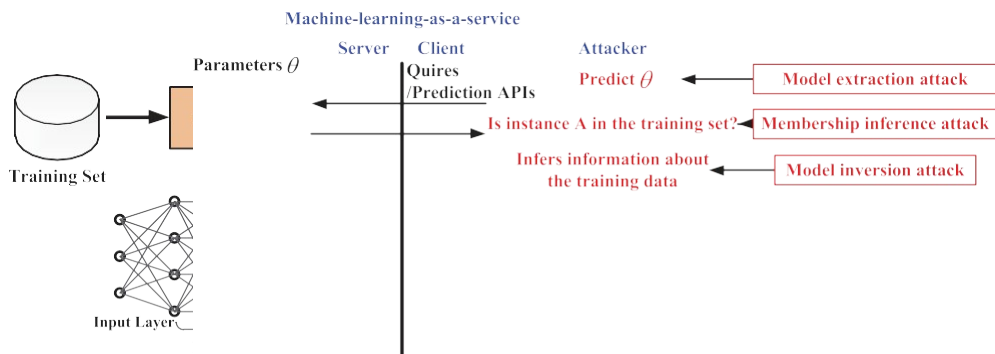 Machine-learning-as-a-service
Server
Client
Attacker
Parameters θ
Quires
/Prediction APIs
Predict θ
Model extraction attack
Is instance A in the training set?
Membership inference attack
Infers information about
the training data
Model inversion attack
Training Set
Input Layer